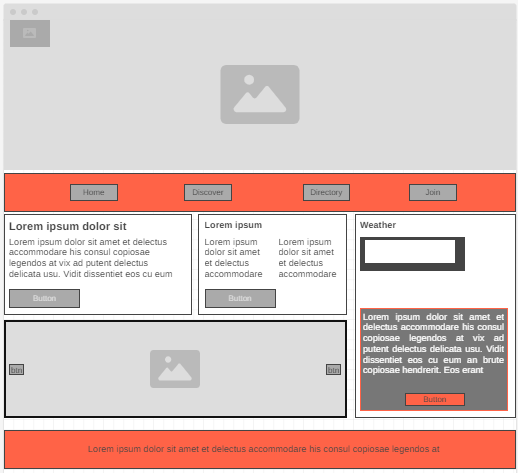 Home
Discover
Directory
Join
Lorem ipsum dolor sit
Lorem ipsum dolor sit amet et delectus
accommodare his consul copiosae
legendos at vix ad putent delectus
delicata usu. Vidit dissentiet eos cu eum
Button
Lorem ipsum
Lorem ipsum
dolor sit amet
et delectus
accommodare
Lorem ipsum
dolor sit amet
et delectus
accommodare
Button
Weather
Lorem ipsum dolor sit amet et
delectus accommodare his consul
copiosae legendos at vix ad
putent delectus delicata usu. Vidit
dissentiet eos cu eum an brute
copiosae hendrerit. Eos erant
Button
btn
btn
Lorem ipsum dolor sit amet et delectus accommodare his consul copiosae legendos at